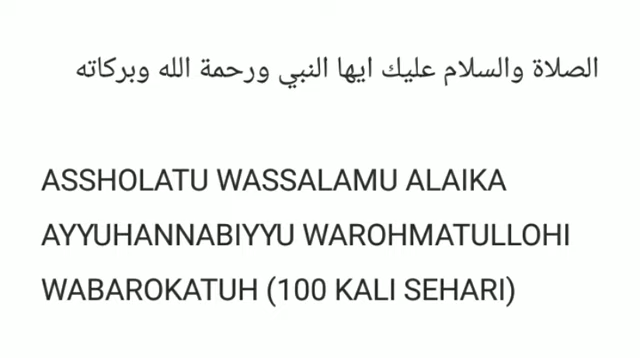 الصلاة والسلام عليك ايها النبي ورحمة الله وبركاته
ASSHOLATU WASSALAMU ALAIKA
AYYUHANNABIYYU WAROHMATULLOHI
WABAROKATUH (100 KALI SEHARI)